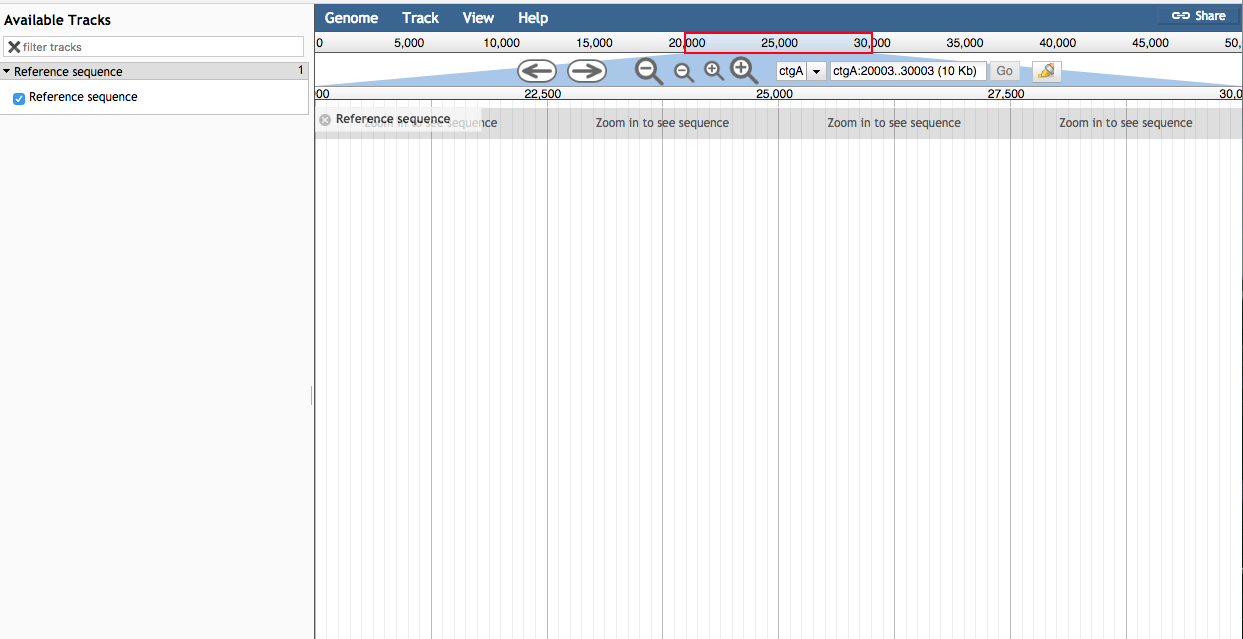 Available Tracks
filter tracks
Reference sequence 1
Reference sequence
Genome Track View Help Share
0 5,000 10,000 15,000 20,000 25,000 30,000 35,000 40,000 45,000 50,
ctgA ctgA:20003..30003 (10 Kb) Go
00 22,500 25,000 27,500 30,0
Reference sequence
Zoom in to see sequence Zoom in to see sequence Zoom in to see sequence Zoom in to see sequence